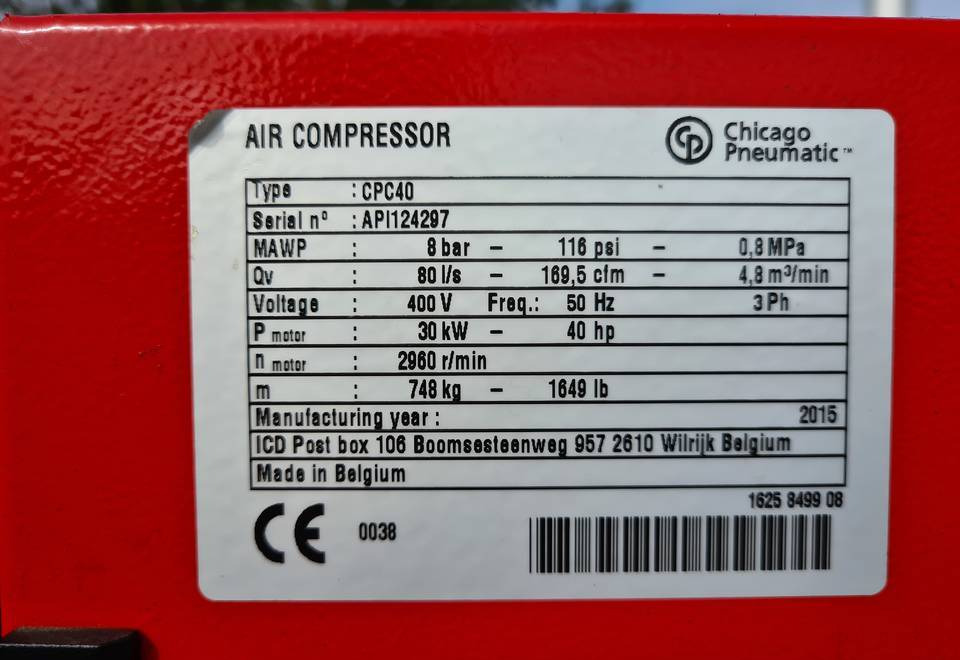 AIR COMPRESSOR
CP Chicago Pneumatic™
Type : CPC40
Serial n° : API124297
MAWP : 8 bar – 116 psi – 0,8 MPa
Qv : 80 l/s – 169,5 cfm – 4,8 m³/min
Voltage : 400 V Freq.: 50 Hz 3 Ph
P motor : 30 kW – 40 hp
n motor : 2960 r/min
m : 748 kg – 1649 lb
Manufacturing year : 2015
ICD Post box 106 Boomsesteenweg 957 2610 Wilrijk Belgium
Made in Belgium
1625 8499 08
CE 0038